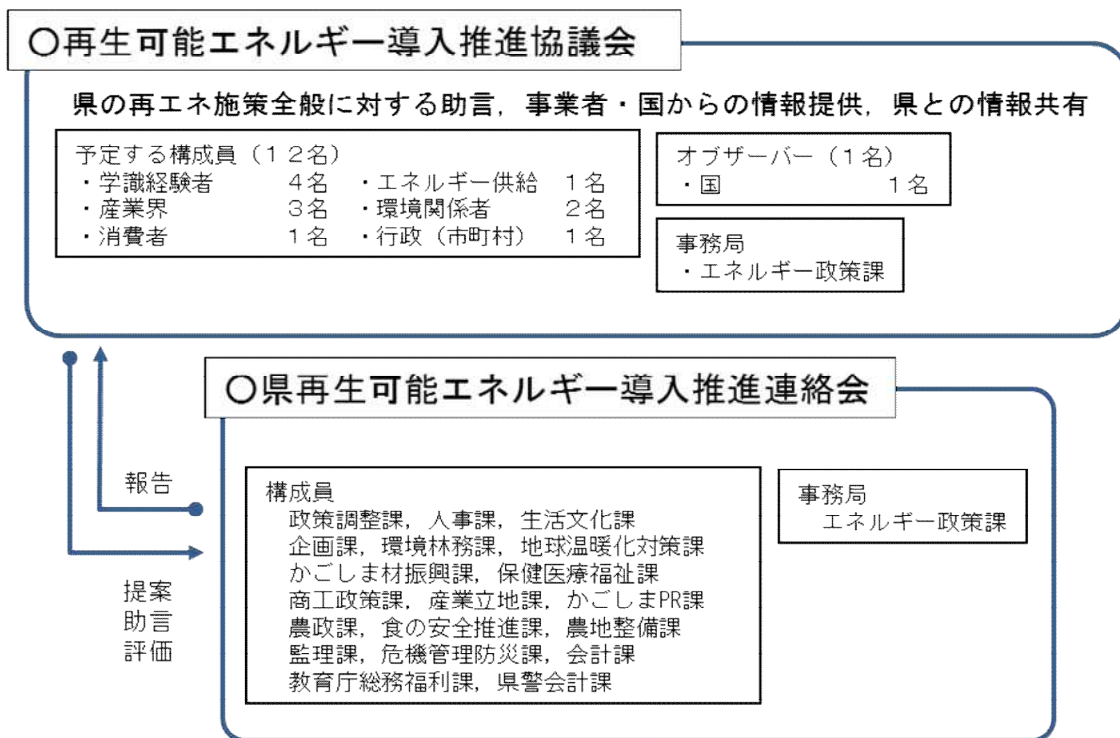 〇再生可能エネルギー導入推進協議会
県の再エネ施策全般に対する助言，事業者・国からの情報提供，県との情報共有
予定する構成員（１２名）
・学識経験者　４名　・エネルギー供給　１名
・産業界　３名　・環境関係者　２名
・消費者　１名　・行政（市町村）　１名
オブザーバー（１名）
・国　１名
事務局
・エネルギー政策課
〇県再生可能エネルギー導入推進連絡会
報告
提案
助言
評価
構成員
政策調整課，人事課，生活文化課
企画課，環境林務課，地球温暖化対策課
かごしま材振興課，保健医療福祉課
商工政策課，産業立地課，かごしまPR課
農政課，食の安全推進課，農地整備課
監理課，危機管理防災課，会計課
教育庁総務福利課，県警会計課
事務局
エネルギー政策課